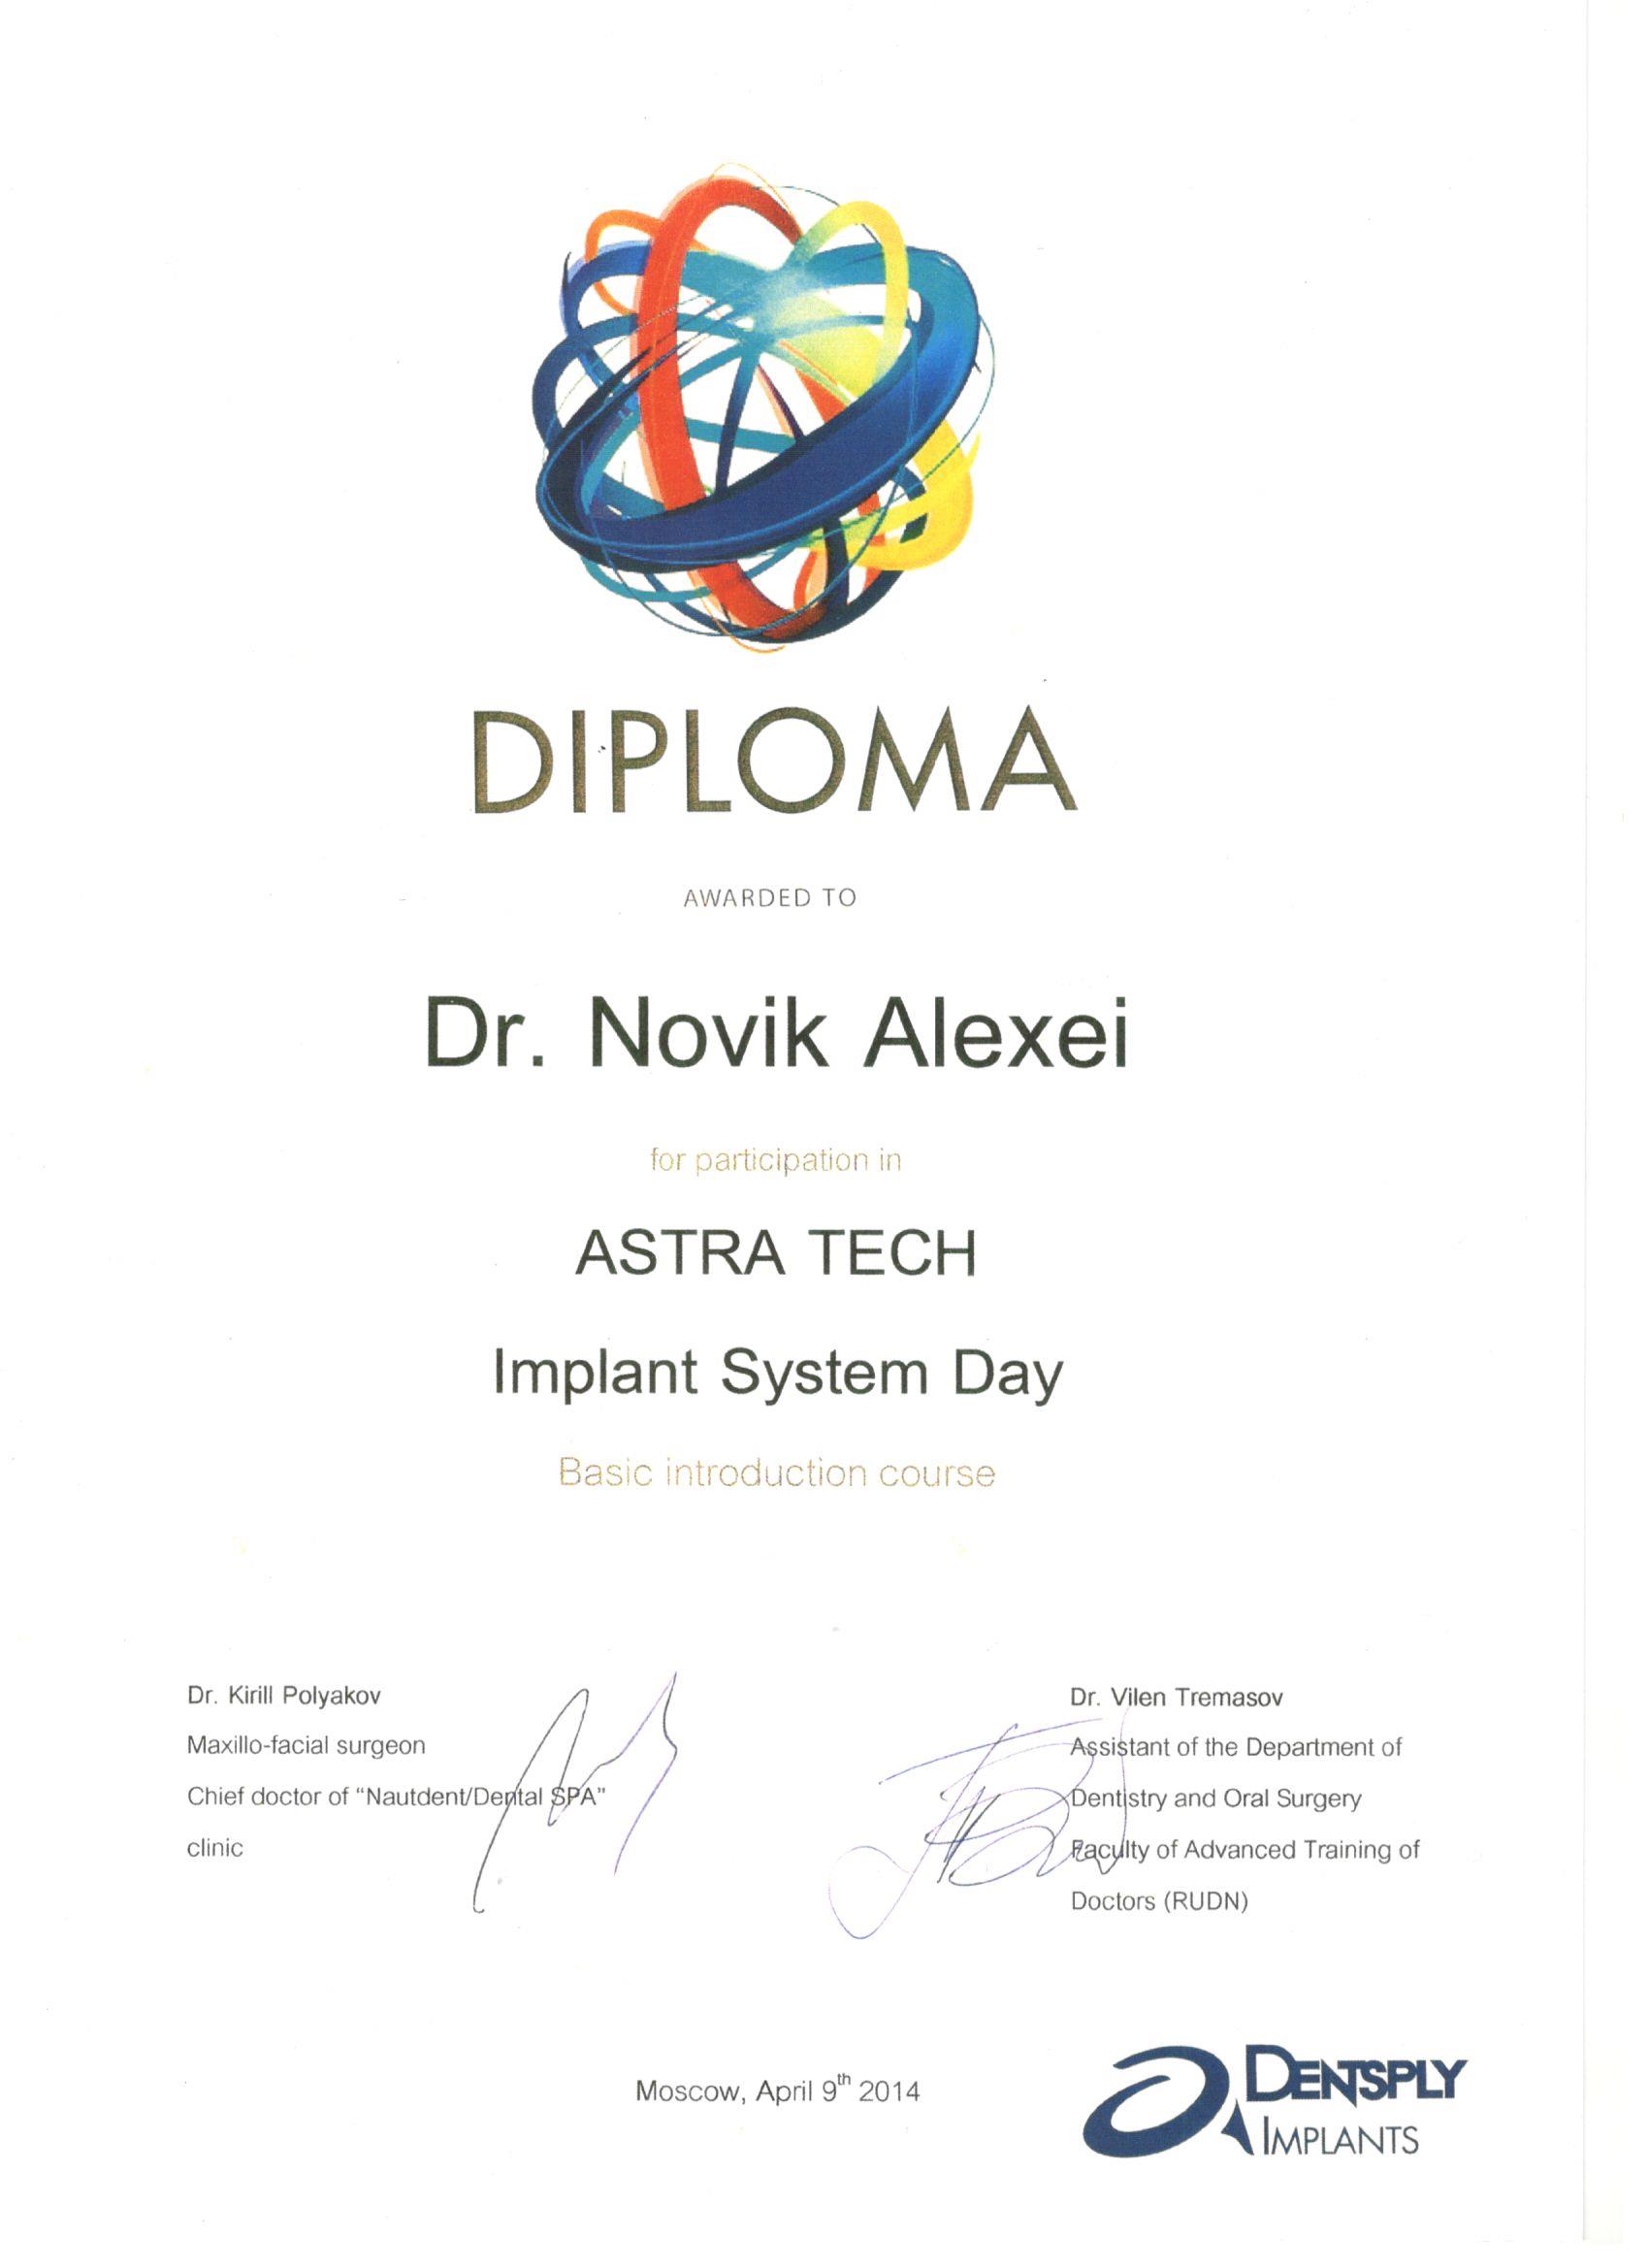 DIPLOMA
AWARDED TO
Dr. Novik Alexei
for participation in
ASTRA TECH
Implant System Day
Basic introduction course
Dr. Kirill Polyakov
Maxillo-facial surgeon
Chief doctor of “Nautdent/Dental SPA”
clinic
Dr. Vilen Tremasov
Assistant of the Department of
Dentistry and Oral Surgery
Faculty of Advanced Training of
Doctors (RUDN)
Moscow, April 9th 2014
DENTSPLY
IMPLANTS